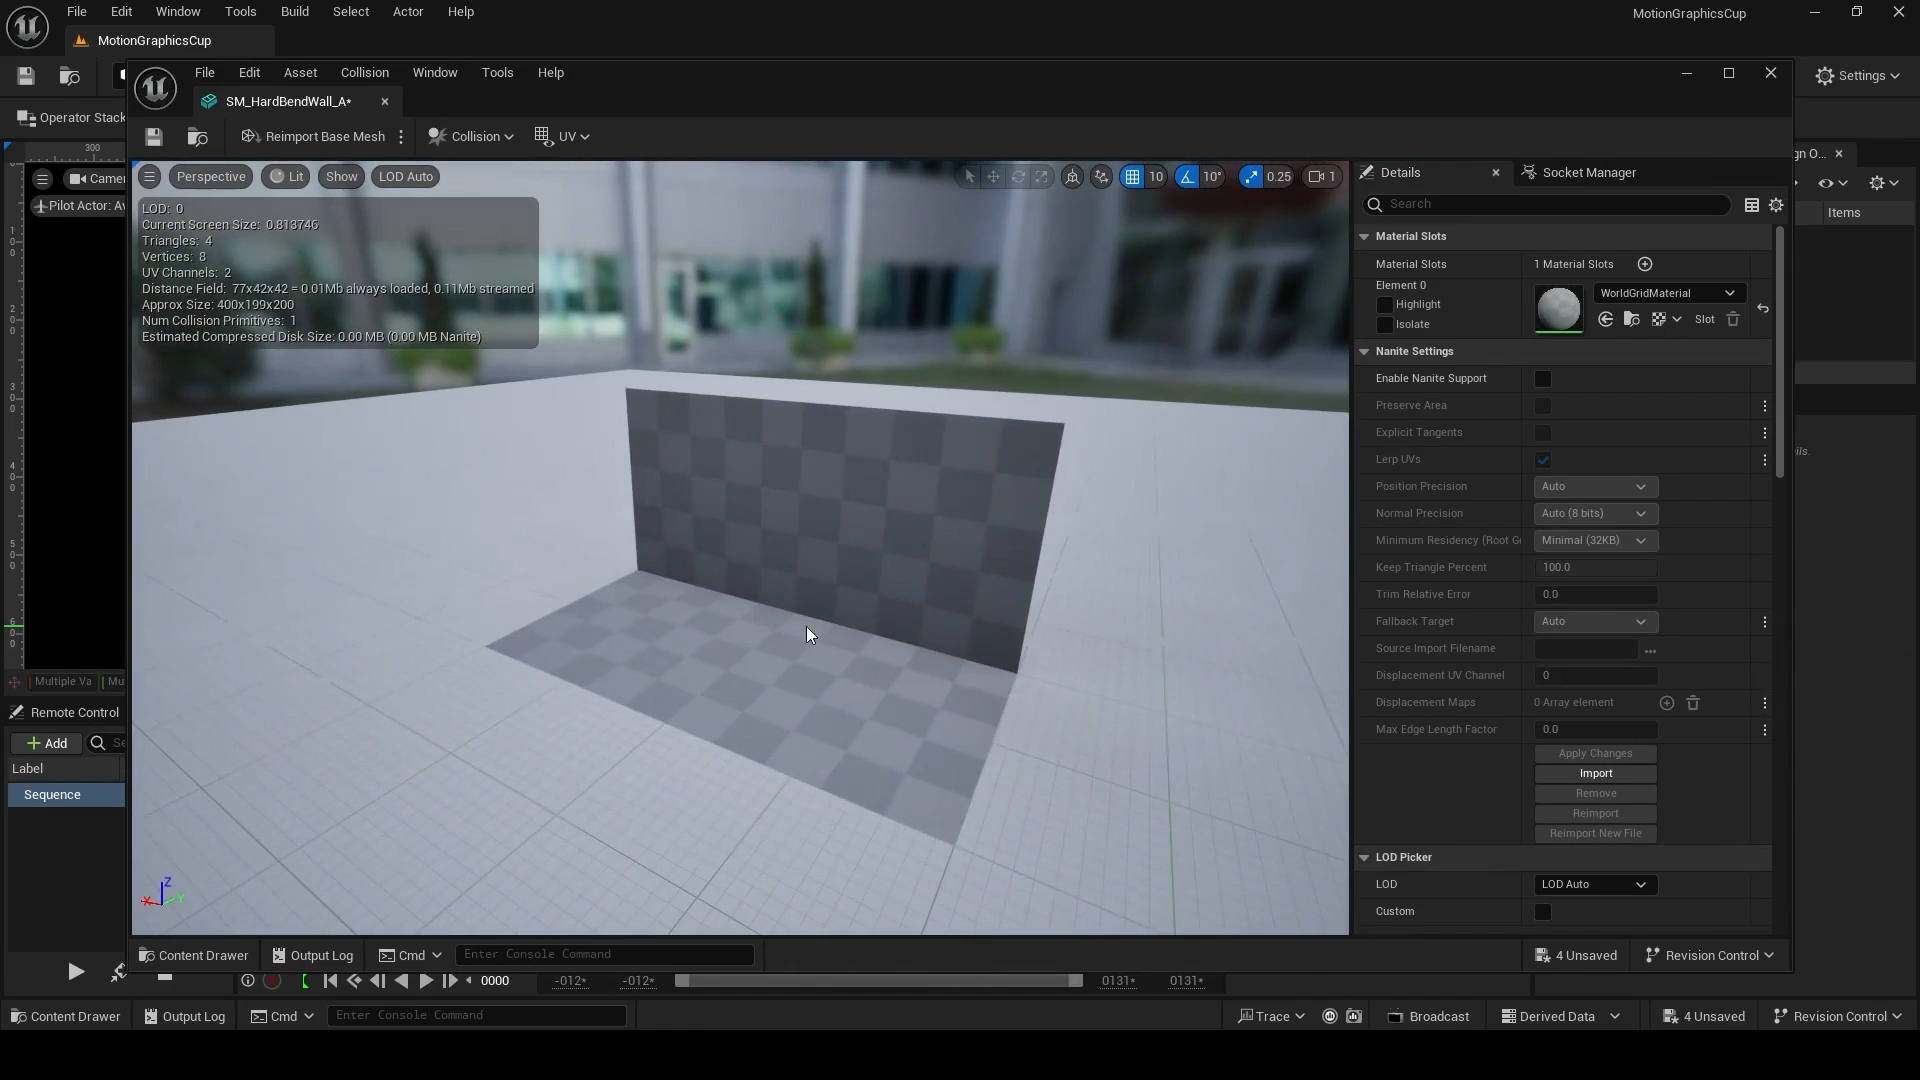 File Edit Window Tools Build Select Actor Help
MotionGraphicsCup
MotionGraphicsCup
File Edit Asset Collision Window Tools Help
Settings
SM_HardBendWall_A*
Operator Stack
Reimport Base Mesh
Collision
UV
300
gn O...
Perspective
Lit
Show
LOD Auto
10
10°
0.25
1
Details
Socket Manager
Pilot Actor:
Search
Items
LOD: 0
Current Screen Size: 0.813746
Triangles: 4
Vertices: 8
UV Channels: 2
Distance Field: 77x42x42 = 0.01Mb always loaded, 0.11Mb streamed
Approx Size: 400x199x200
Num Collision Primitives: 1
Estimated Compressed Disk Size: 0.00 MB (0.00 MB Nanite)
Material Slots
Material Slots 1 Material Slots
Element 0
Highlight
Isolate
WorldGridMaterial
Slot
Nanite Settings
Enable Nanite Support
Preserve Area
Explicit Tangents
Lerp UVs
Position Precision Auto
Normal Precision Auto (8 bits)
Minimum Residency (Root G Minimal (32KB)
Keep Triangle Percent 100.0
Trim Relative Error 0.0
Fallback Target Auto
Source Import Filename ...
Displacement UV Channel 0
Displacement Maps 0 Array element
Max Edge Length Factor 0.0
Apply Changes
Import
Remove
Reimport
Reimport New File
LOD Picker
LOD LOD Auto
Custom
Multiple Va
Remote Control
Add
Label
Sequence
Z
X
Y
Content Drawer
Output Log
Cmd
Enter Console Command
4 Unsaved
Revision Control
0000
-012*
-012*
0131*
0131*
Content Drawer
Output Log
Cmd
Enter Console Command
Trace
Broadcast
Derived Data
4 Unsaved
Revision Control